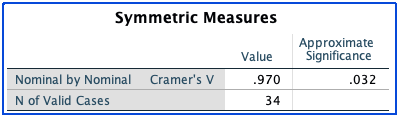 Symmetric Measures
Value Approximate Significance
Nominal by Nominal Cramer's V .970 .032
N of Valid Cases 34